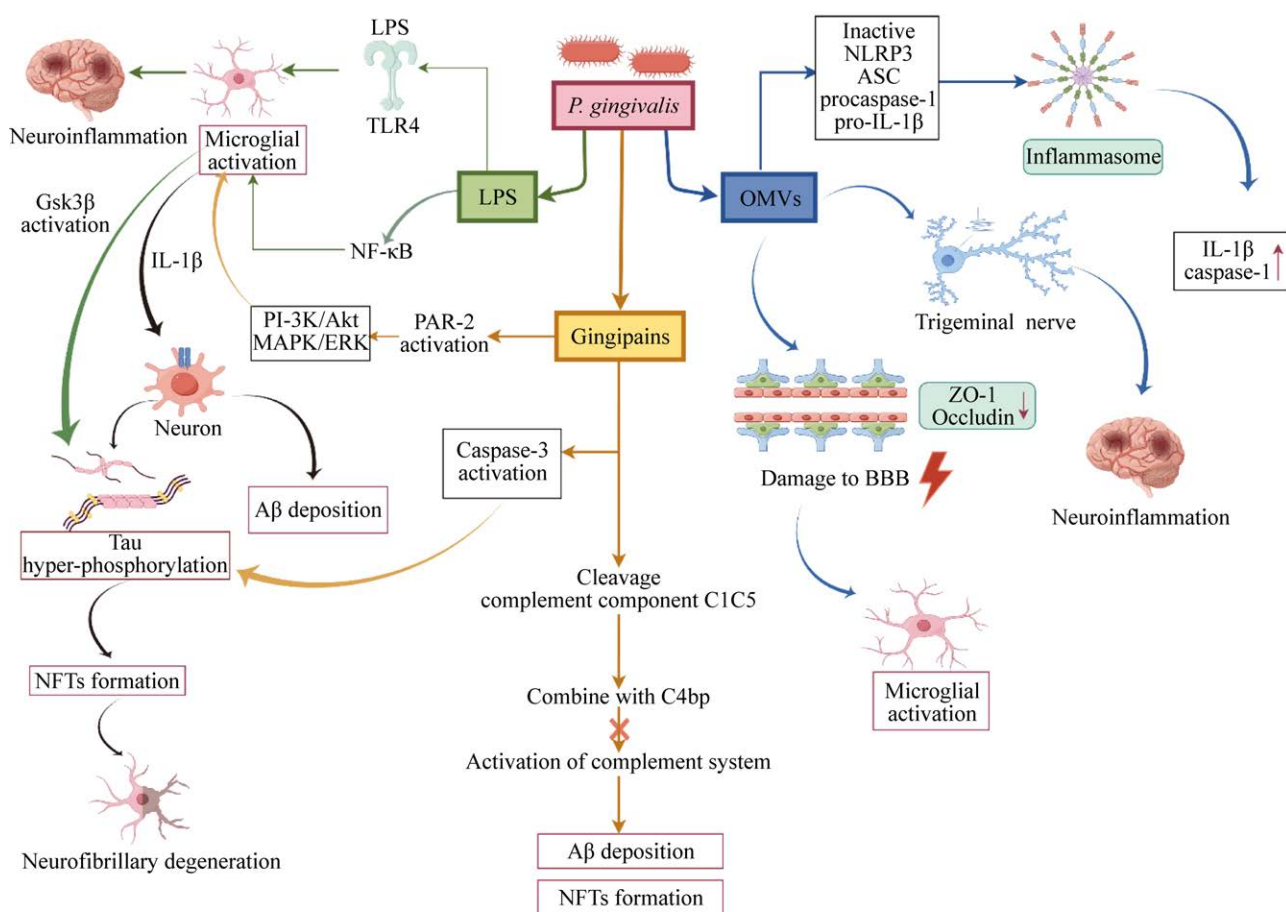 LPS
TLR4
P. gingivalis
Inactive
NLRP3
ASC
procaspase-1
pro-IL-1β
Inflammasome
Neuroinflammation
Microglial
activation
LPS
OMVs
Gsk3β
activation
IL-1β
NF-κB
IL-1β
caspase-1
Trigeminal nerve
PI-3K/Akt
MAPK/ERK
PAR-2
activation
Gingipains
ZO-1
Occludin
Neuron
Caspase-3
activation
Damage to BBB
Aβ deposition
Neuroinflammation
Tau
hyper-phosphorylation
Cleavage
complement component C1C5
NFTs formation
Combine with C4bp
Microglial
activation
Activation of complement system
Neurofibrillary degeneration
Aβ deposition
NFTs formation